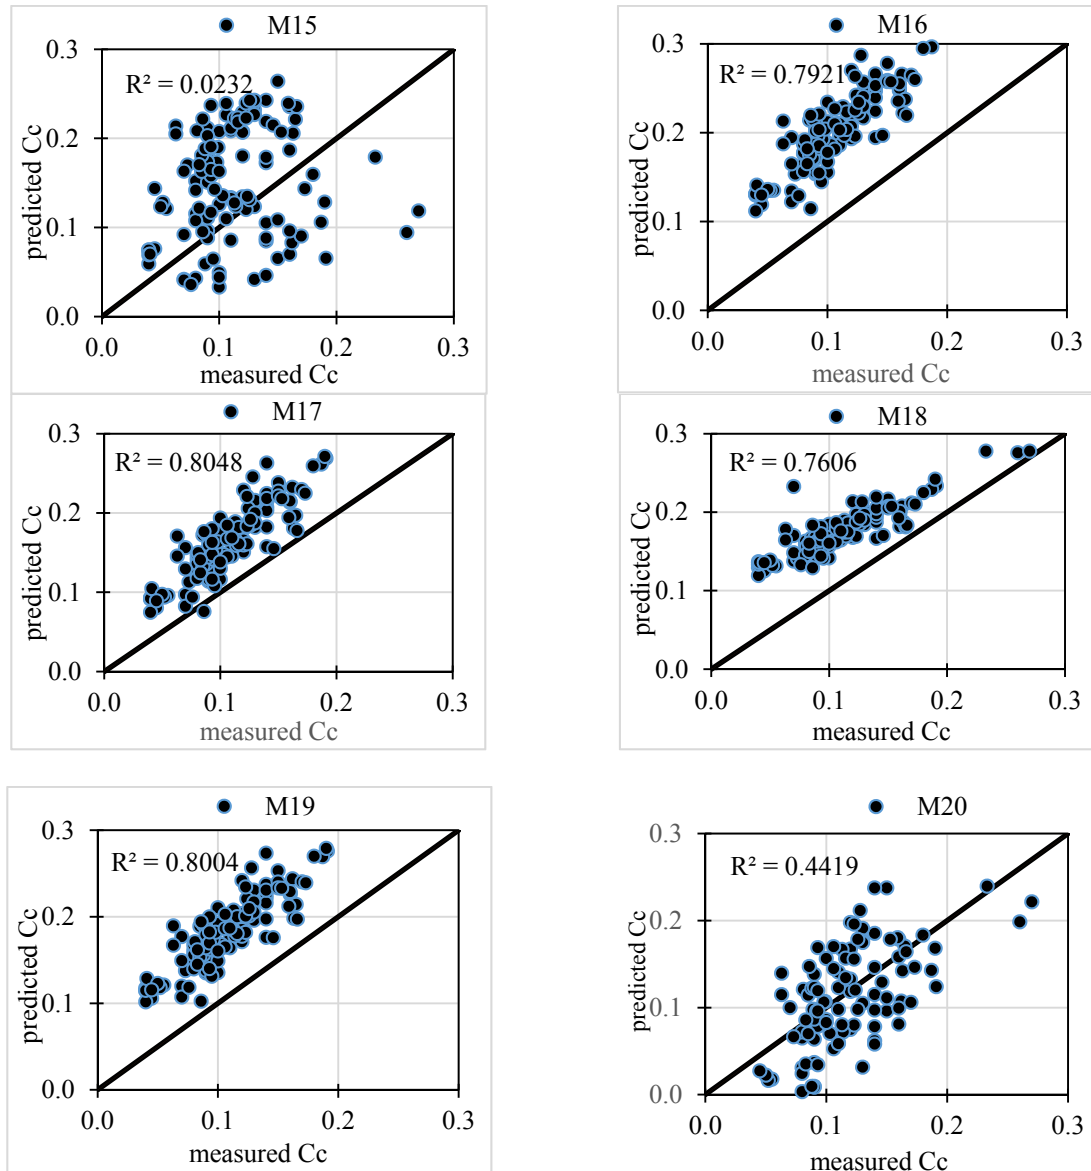 M15
R² = 0.0232
0.3
0.2
0.1
0.0
predicted Cc
0.0 0.1 0.2 0.3
measured Cc
M16
R² = 0.7921
0.3
0.2
0.1
0.0
predicted Cc
0.0 0.1 0.2 0.3
measured Cc
M17
R² = 0.8048
0.3
0.2
0.1
0.0
predicted Cc
0.0 0.1 0.2 0.3
measured Cc
M18
R² = 0.7606
0.3
0.2
0.1
0.0
predicted Cc
0.0 0.1 0.2 0.3
measured Cc
M19
R² = 0.8004
0.3
0.2
0.1
0.0
predicted Cc
0.0 0.1 0.2 0.3
measured Cc
M20
R² = 0.4419
0.3
0.2
0.1
0.0
predicted Cc
0.0 0.1 0.2 0.3
measured Cc